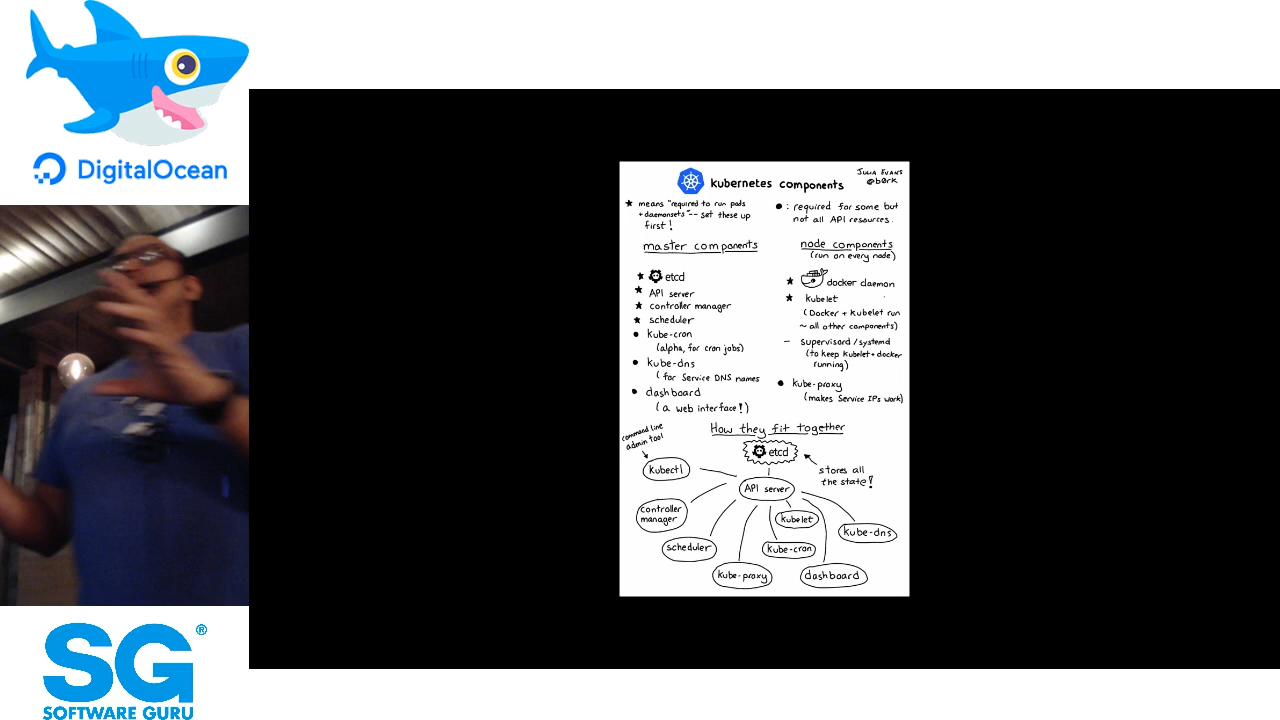 DigitalOcean
SG®
SOFTWARE GURU
kubernetes components
JULIA EVANS
@b0rk
★ means "required to run pods
+ daemonsets" -- set these up
first!
● : required for some but
not all API resources.
master components
★ etcd
★ API server
★ controller manager
★ scheduler
● kube-cron
(alpha, for cron jobs)
● kube-dns
(for Service DNS names
● dashboard
(a web interface!)
node components
(run on every node)
★ docker daemon
★ kubelet
(Docker + kubelet run
~ all other components)
- supervisord/systemd
(to keep kubelet+docker
running)
● kube-proxy
(makes Service IPs work)
How they fit together
command line
admin tool
kubectl
etcd
stores all
the state!
API server
controller
manager
kubelet
kube-dns
scheduler
kube-cron
kube-proxy
dashboard